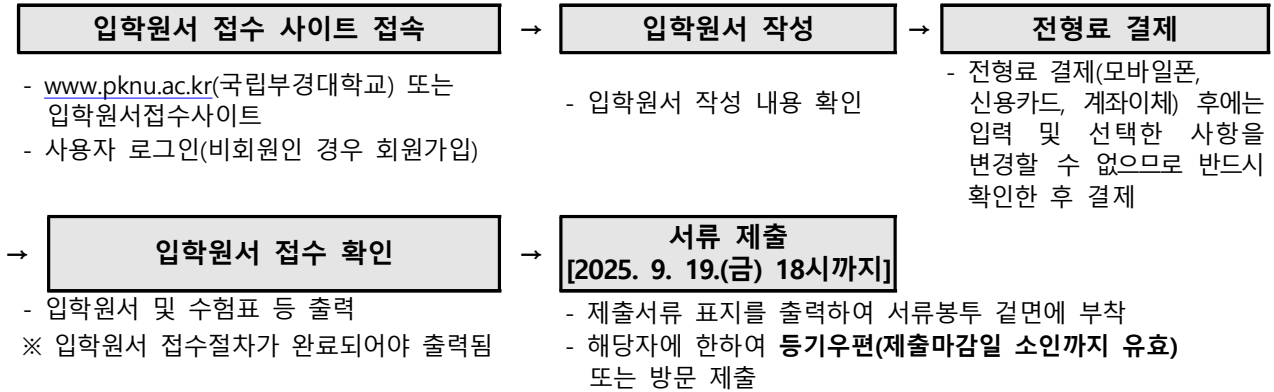 입학원서 접수 사이트 접속 → 입학원서 작성 → 전형료 결제
- www.pknu.ac.kr(국립부경대학교) 또는
입학원서접수사이트
- 사용자 로그인(비회원인 경우 회원가입)
- 입학원서 작성 내용 확인
- 전형료 결제(모바일폰,
신용카드, 계좌이체) 후에는
입력 및 선택한 사항을
변경할 수 없으므로 반드시
확인한 후 결제
→ 입학원서 접수 확인 → 서류 제출
[2025. 9. 19.(금) 18시까지]
- 입학원서 및 수험표 등 출력
※ 입학원서 접수절차가 완료되어야 출력됨
- 제출서류 표지를 출력하여 서류봉투 겉면에 부착
- 해당자에 한하여 등기우편(제출마감일 소인까지 유효)
또는 방문 제출